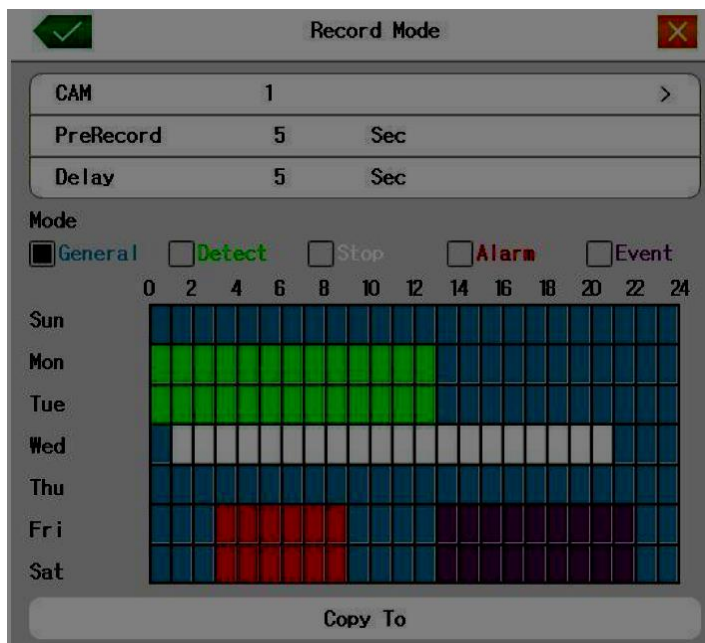 Record Mode
CAM 1 >
PreRecord 5 Sec
Delay 5 Sec
Mode
General Detect Stop Alarm Event
0 2 4 6 8 10 12 14 16 18 20 22 24
Sun
Mon
Tue
Wed
Thu
Fri
Sat
Copy To